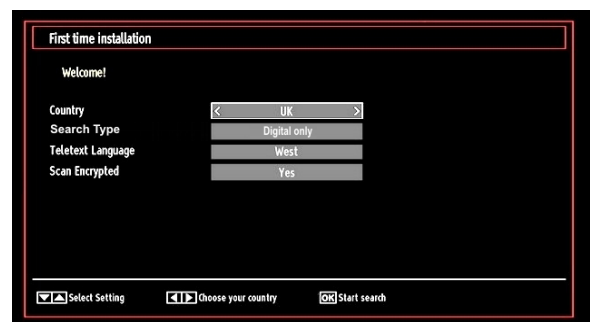 First time installation
Welcome!
Country < UK >
Search Type Digital only
Teletext Language West
Scan Encrypted Yes
Select Setting Choose your country OK Start search